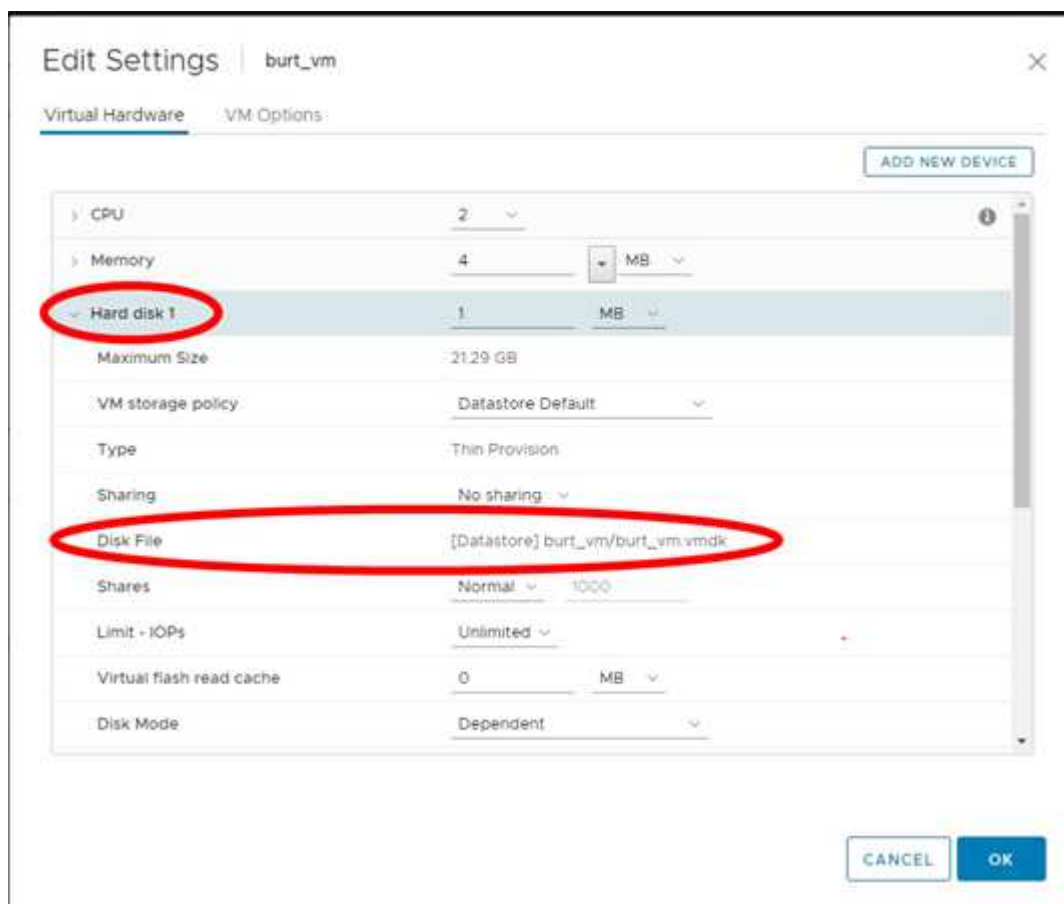 Edit Settings burt_vm
Virtual Hardware VM Options
ADD NEW DEVICE
CPU 2
Memory 4 MB
Hard disk 1 1 MB
Maximum Size 21.29 GB
VM storage policy Datastore Default
Type Thin Provision
Sharing No sharing
Disk File [Datastore] burt_vm/burt_vm.vmdk
Shares Normal 1000
Limit - IOPs Unlimited
Virtual flash read cache 0 MB
Disk Mode Dependent
CANCEL OK